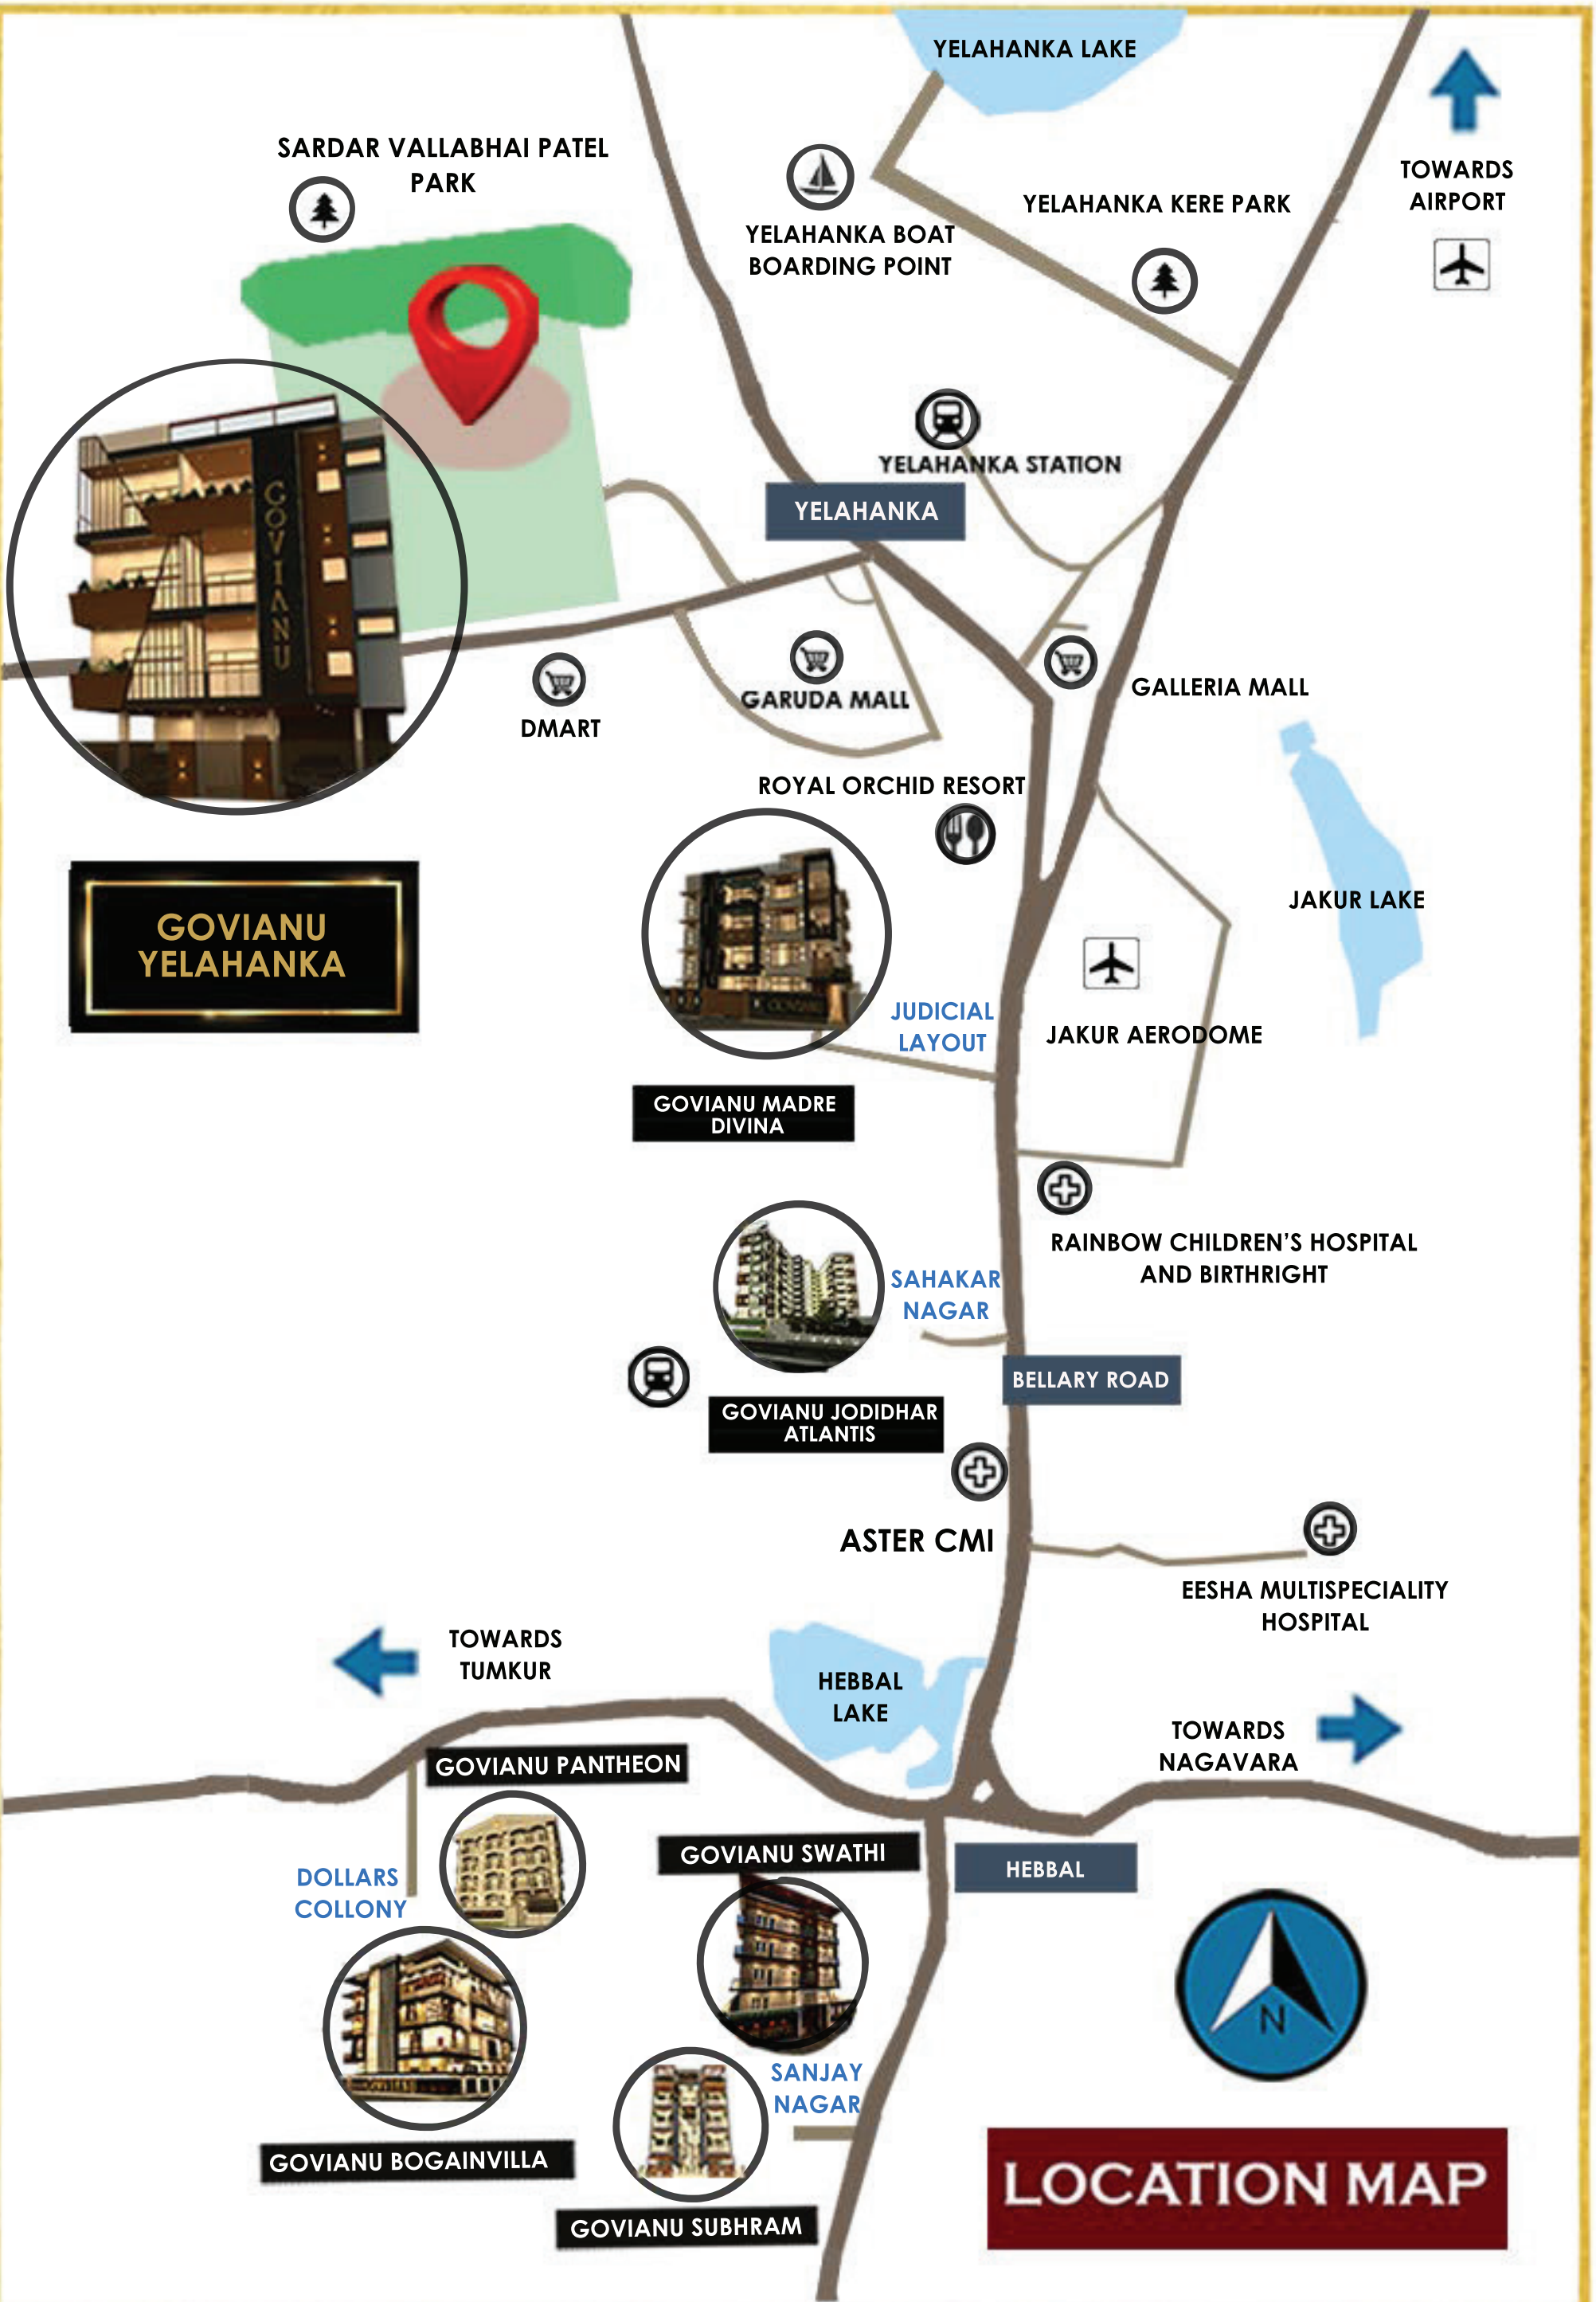 YELAHANKA LAKE
SARDAR VALLABHAI PATEL
PARK
TOWARDS
AIRPORT
YELAHANKA KERE PARK
YELAHANKA BOAT
BOARDING POINT
YELAHANKA STATION
YELAHANKA
GOVIANU
GALLERIA MALL
GARUDA MALL
DMART
ROYAL ORCHID RESORT
JAKUR LAKE
GOVIANU
YELAHANKA
JUDICIAL
LAYOUT
JAKUR AERODOME
GOVIANU MADRE
DIVINA
RAINBOW CHILDREN'S HOSPITAL
AND BIRTHRIGHT
SAHAKAR
NAGAR
BELLARY ROAD
GOVIANU JODIDHAR
ATLANTIS
ASTER CMI
EESHA MULTISPECIALITY
HOSPITAL
TOWARDS
TUMKUR
HEBBAL
LAKE
TOWARDS
NAGAVARA
GOVIANU PANTHEON
GOVIANU SWATHI
HEBBAL
DOLLARS
COLLONY
N
SANJAY
NAGAR
GOVIANU BOGAINVILLA
GOVIANU SUBHRAM
LOCATION MAP